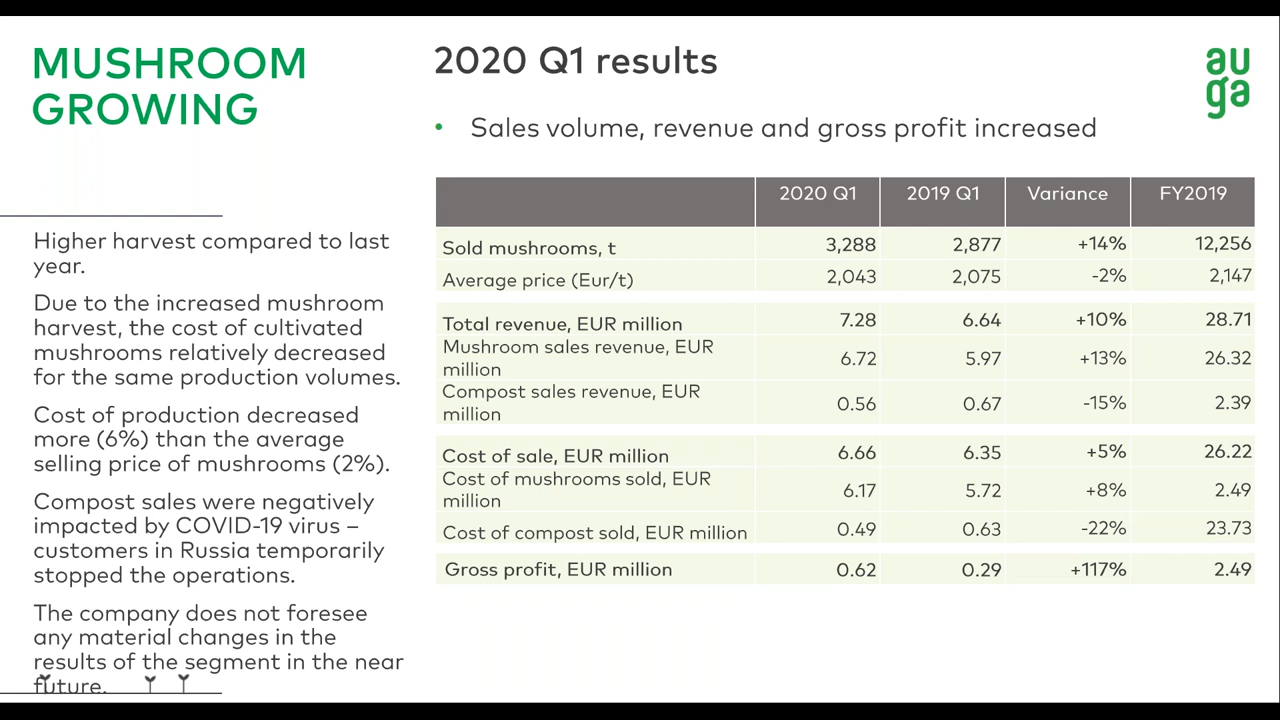 MUSHROOM
GROWING
Higher harvest compared to last
year.
Due to the increased mushroom
harvest, the cost of cultivated
mushrooms relatively decreased
for the same production volumes.
Cost of production decreased
more (6%) than the average
selling price of mushrooms (2%).
Compost sales were negatively
impacted by COVID-19 virus –
customers in Russia temporarily
stopped the operations.
The company does not foresee
any material changes in the
results of the segment in the near
future.
2020 Q1 results
au
ga
• Sales volume, revenue and gross profit increased
2020 Q1 2019 Q1 Variance FY2019
Sold mushrooms, t 3,288 2,877 +14% 12,256
Average price (Eur/t) 2,043 2,075 -2% 2,147
Total revenue, EUR million 7.28 6.64 +10% 28.71
Mushroom sales revenue, EUR
million 6.72 5.97 +13% 26.32
Compost sales revenue, EUR
million 0.56 0.67 -15% 2.39
Cost of sale, EUR million 6.66 6.35 +5% 26.22
Cost of mushrooms sold, EUR
million 6.17 5.72 +8% 2.49
Cost of compost sold, EUR million 0.49 0.63 -22% 23.73
Gross profit, EUR million 0.62 0.29 +117% 2.49